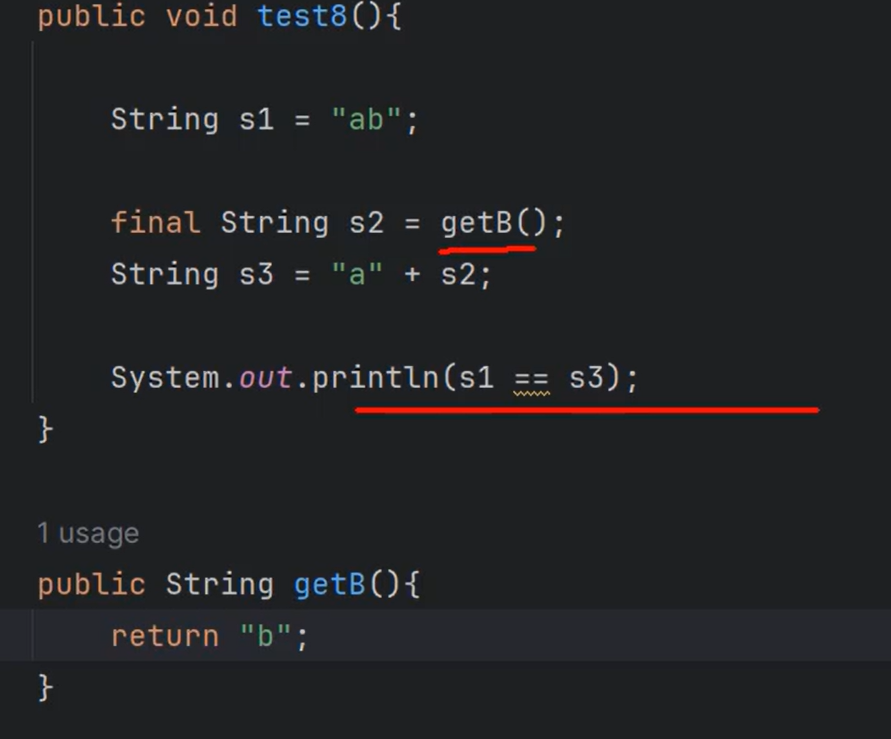 public void test8(){
String s1 = "ab";
final String s2 = getB();
String s3 = "a" + s2;
System.out.println(s1 == s3);
}
1 usage
public String getB(){
return "b";
}